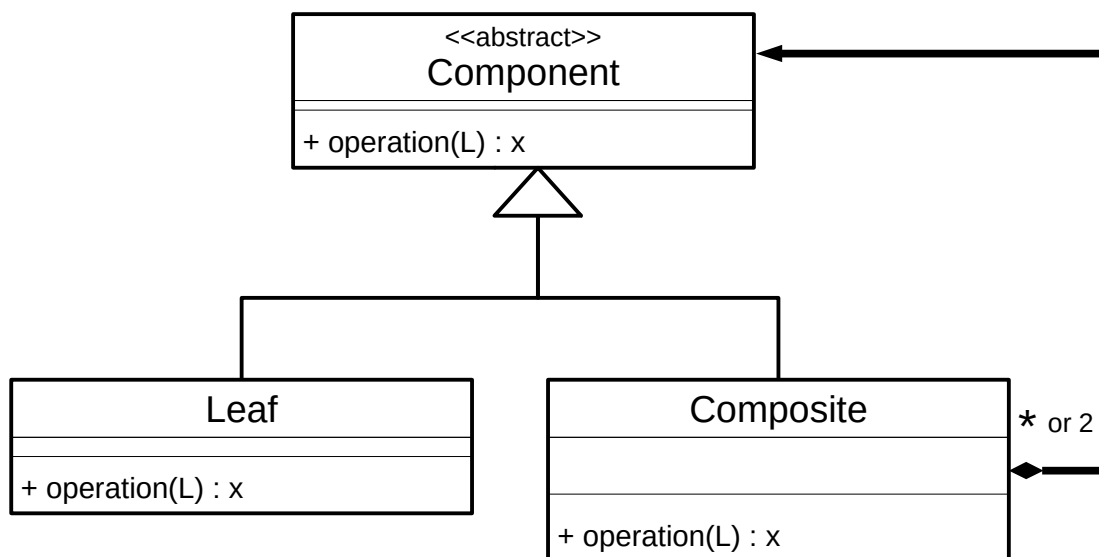 <<abstract>>
Component
+ operation(L) : x
Leaf
+ operation(L) : x
Composite
* or 2
+ operation(L) : x